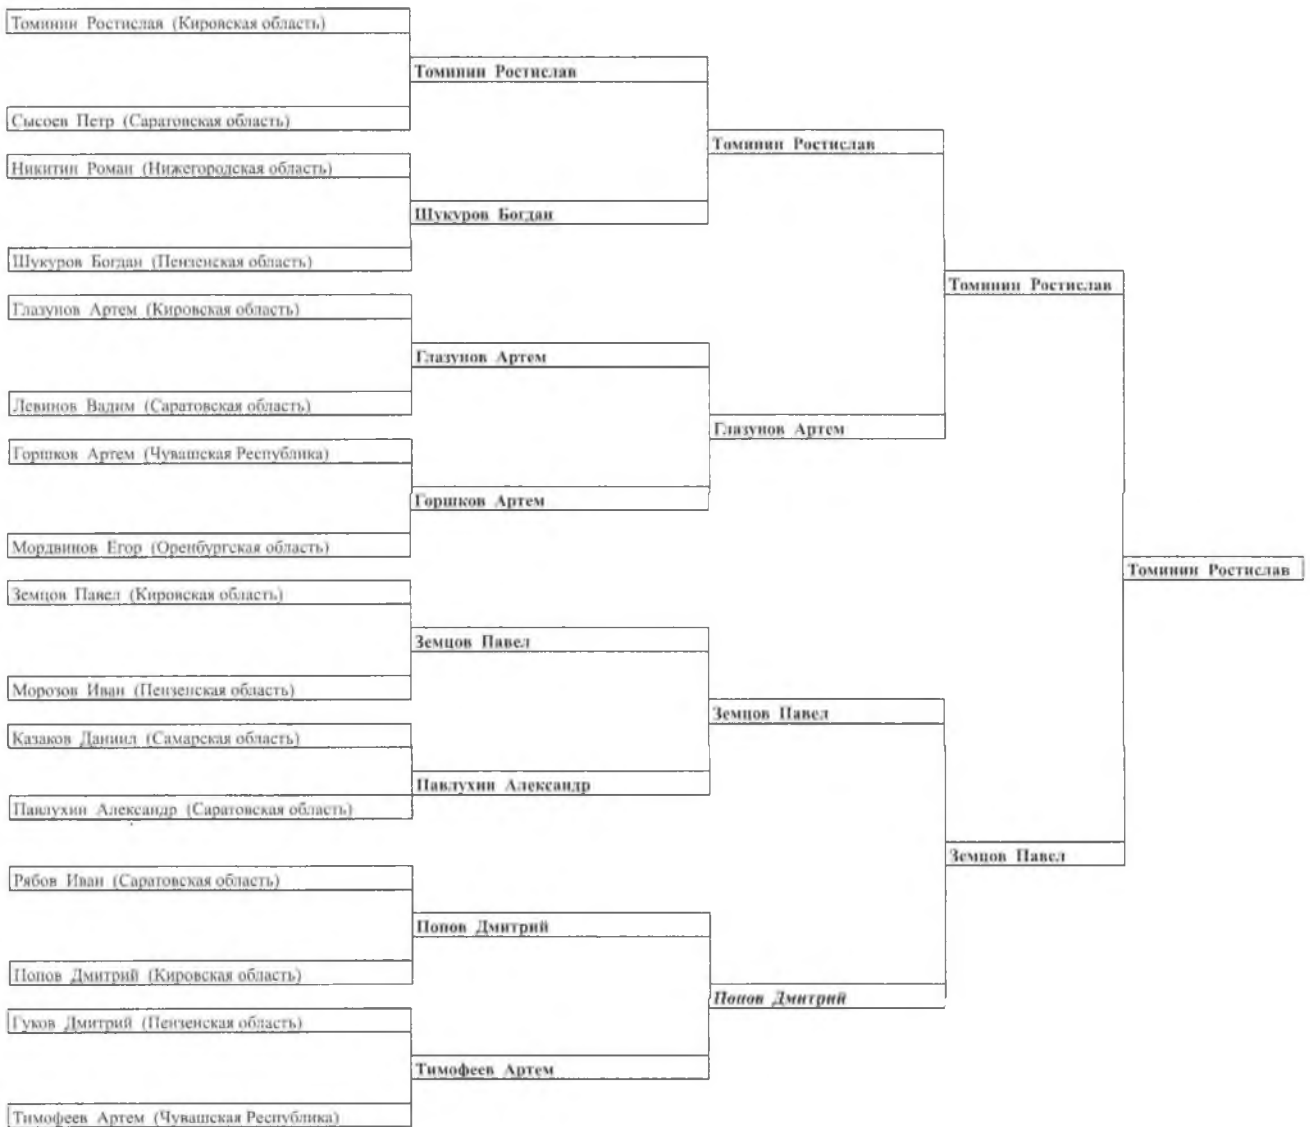 Томинин Ростислав (Кировская область)
Томинин Ростислав
Сысоев Петр (Саратовская область)
Томинин Ростислав
Никитин Роман (Нижегородская область)
Шукуров Богдан
Шукуров Богдан (Пензенская область)
Томинин Ростислав
Глазунов Артем (Кировская область)
Глазунов Артем
Левинов Вадим (Саратовская область)
Глазунов Артем
Горшков Артем (Чувашская Республика)
Горшков Артем
Мордвинов Егор (Оренбургская область)
Томинин Ростислав
Земцов Павел (Кировская область)
Земцов Павел
Морозов Иван (Пензенская область)
Земцов Павел
Казаков Даниил (Самарская область)
Павлухин Александр
Павлухин Александр (Саратовская область)
Земцов Павел
Рябов Иван (Саратовская область)
Попов Дмитрий
Попов Дмитрий (Кировская область)
Попов Дмитрий
Гуков Дмитрий (Пензенская область)
Тимофеев Артем
Тимофеев Артем (Чувашская Республика)